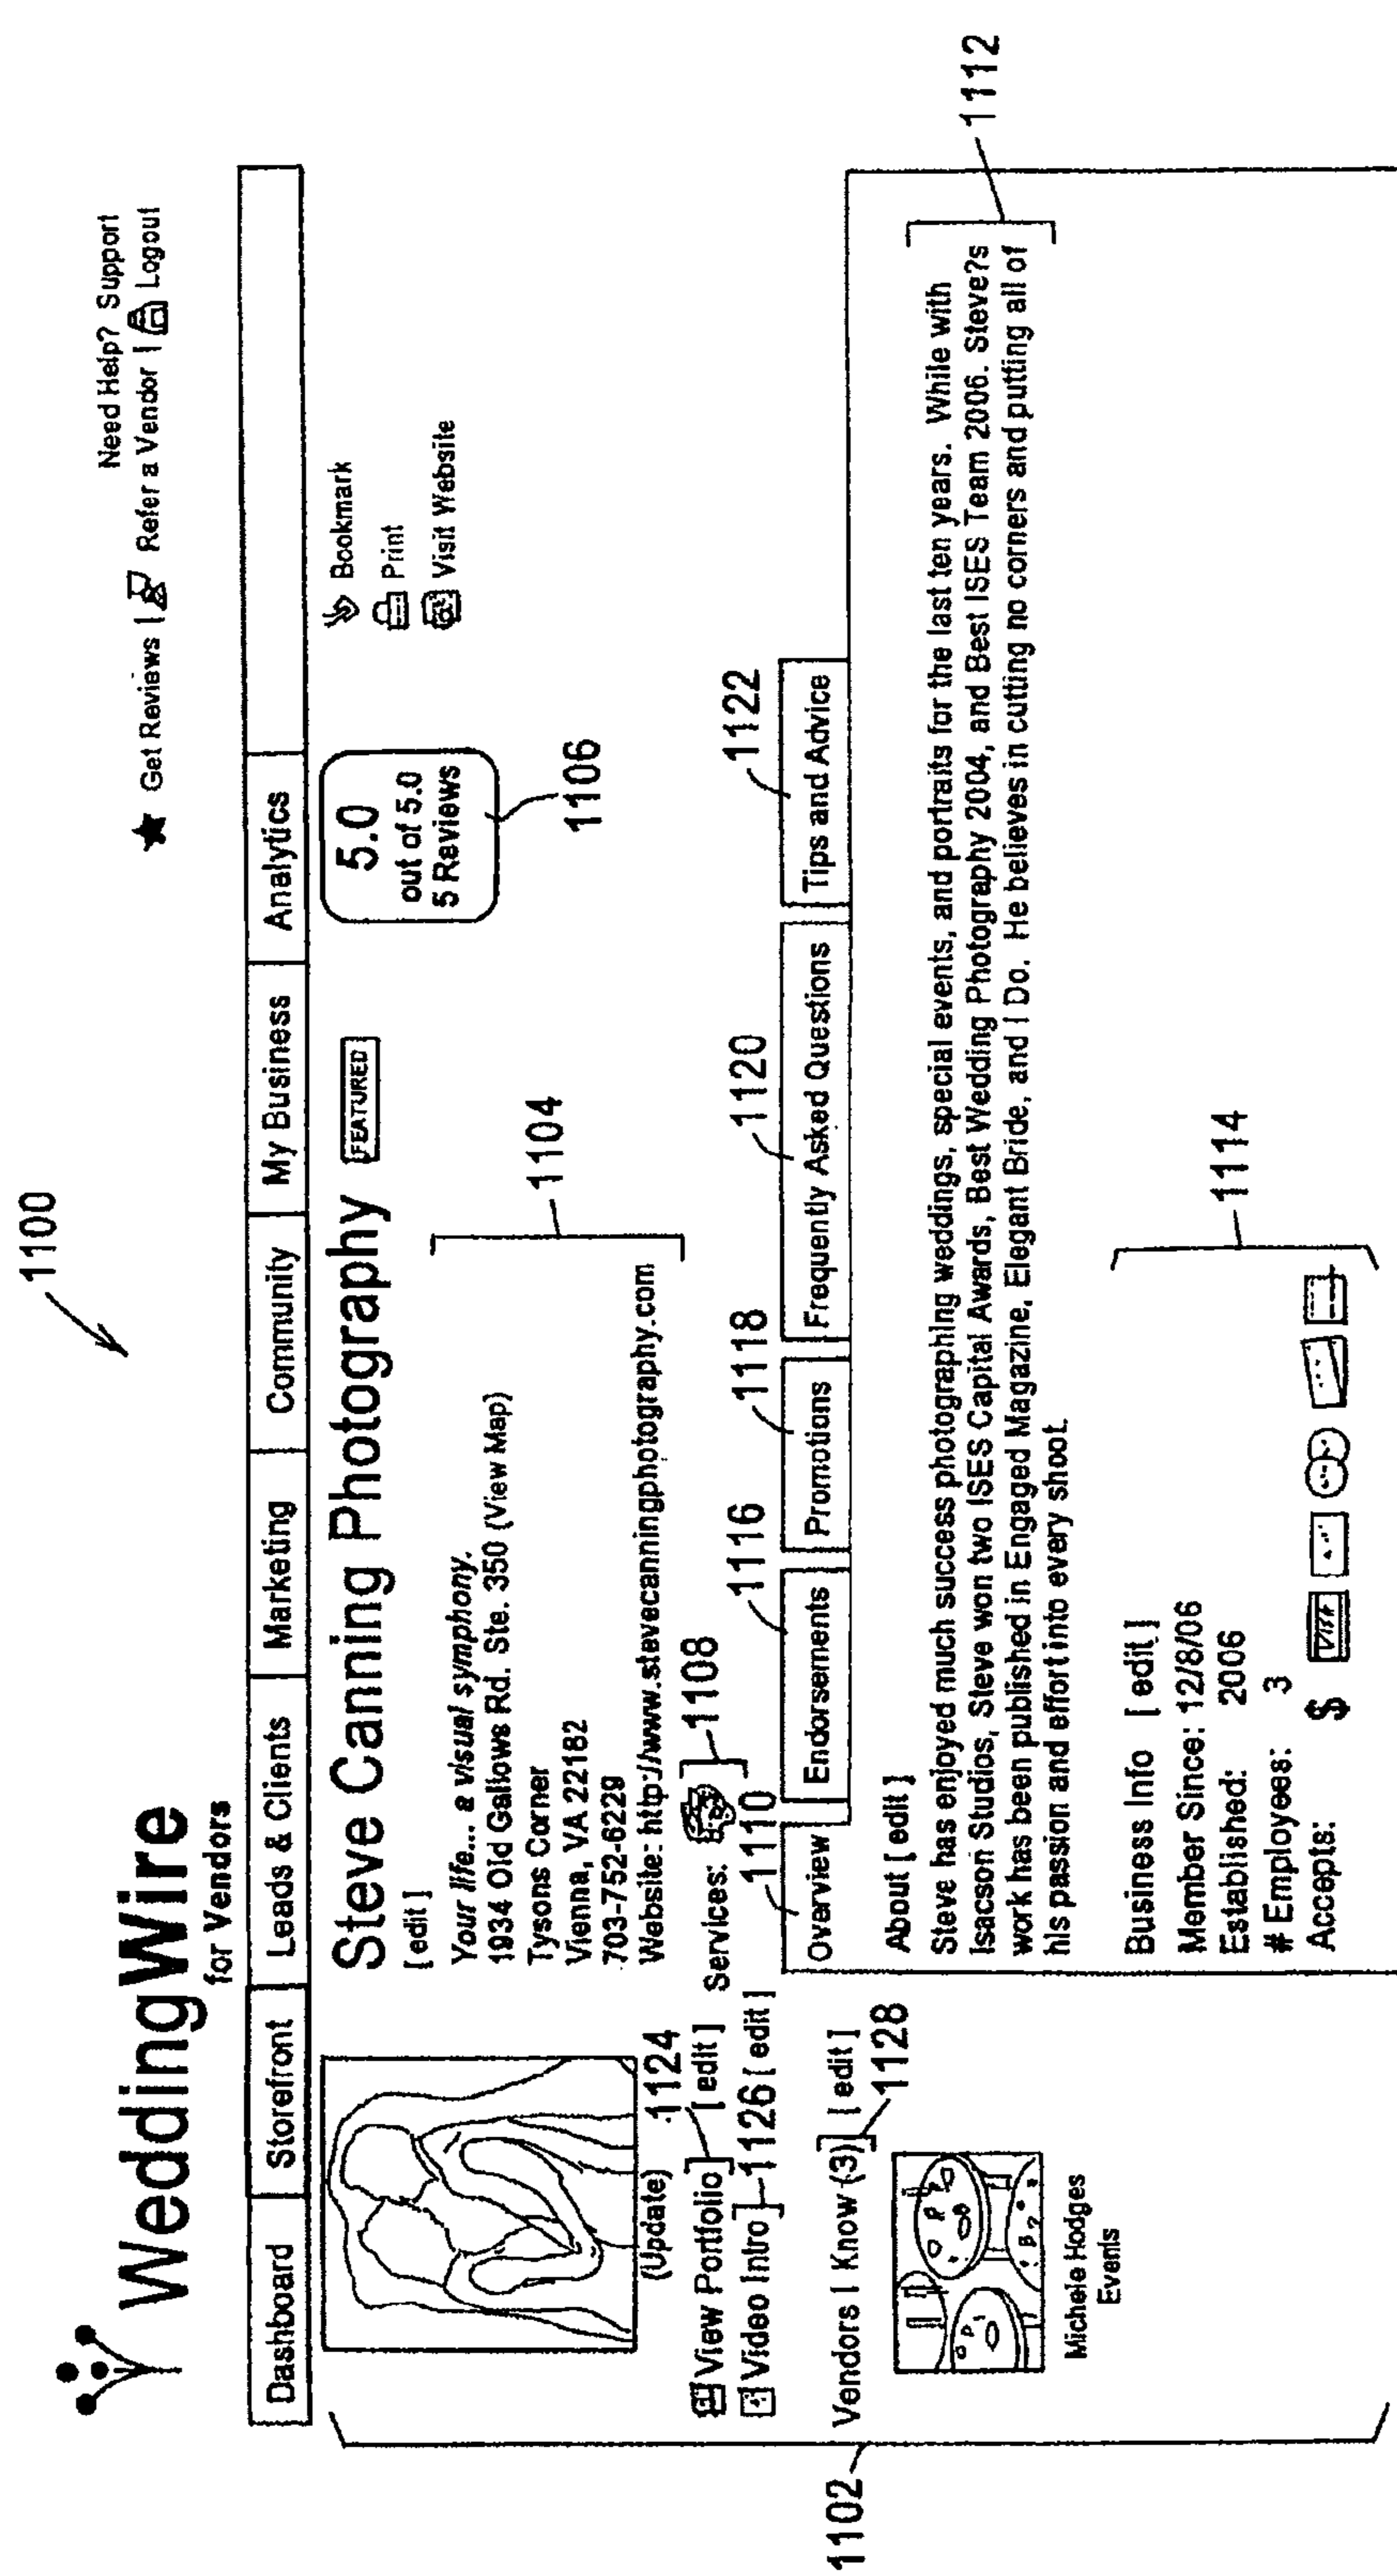 1100
WeddingWire
for Vendors
Need Help? Support
Get Reviews | Refer a Vendor | Logout
Dashboard Storefront Leads & Clients Marketing Community My Business Analytics
Steve Canning Photography FEATURED
[ edit ]
Your life... a visual symphony.
1934 Old Gallows Rd. Ste. 350 (View Map)
Tysons Corner
Vienna, VA 22182
703-752-6229
Website: http://www.stevecanningphotography.com
1104
5.0
out of 5.0
5 Reviews
1106
Bookmark
Print
Visit Website
(Update)
1124
View Portfolio [ edit ]
Video Intro 1126 [ edit ]
Services: 1108
1110
1116
1118
1120
1122
Overview Endorsements Promotions Frequently Asked Questions Tips and Advice
Vendors I Know (3) [ edit ]
1128
Michele Hodges
Events
1102
About [ edit ]
Steve has enjoyed much success photographing weddings, special events, and portraits for the last ten years. While with
Isacson Studios, Steve won two ISES Capital Awards, Best Wedding Photography 2004, and Best ISES Team 2006. Steve?s
work has been published in Engaged Magazine, Elegant Bride, and I Do. He believes in cutting no corners and putting all of
his passion and effort into every shoot.
1112
Business Info [ edit ]
Member Since: 12/8/06
Established: 2006
# Employees: 3
Accepts: $ VISA
1114